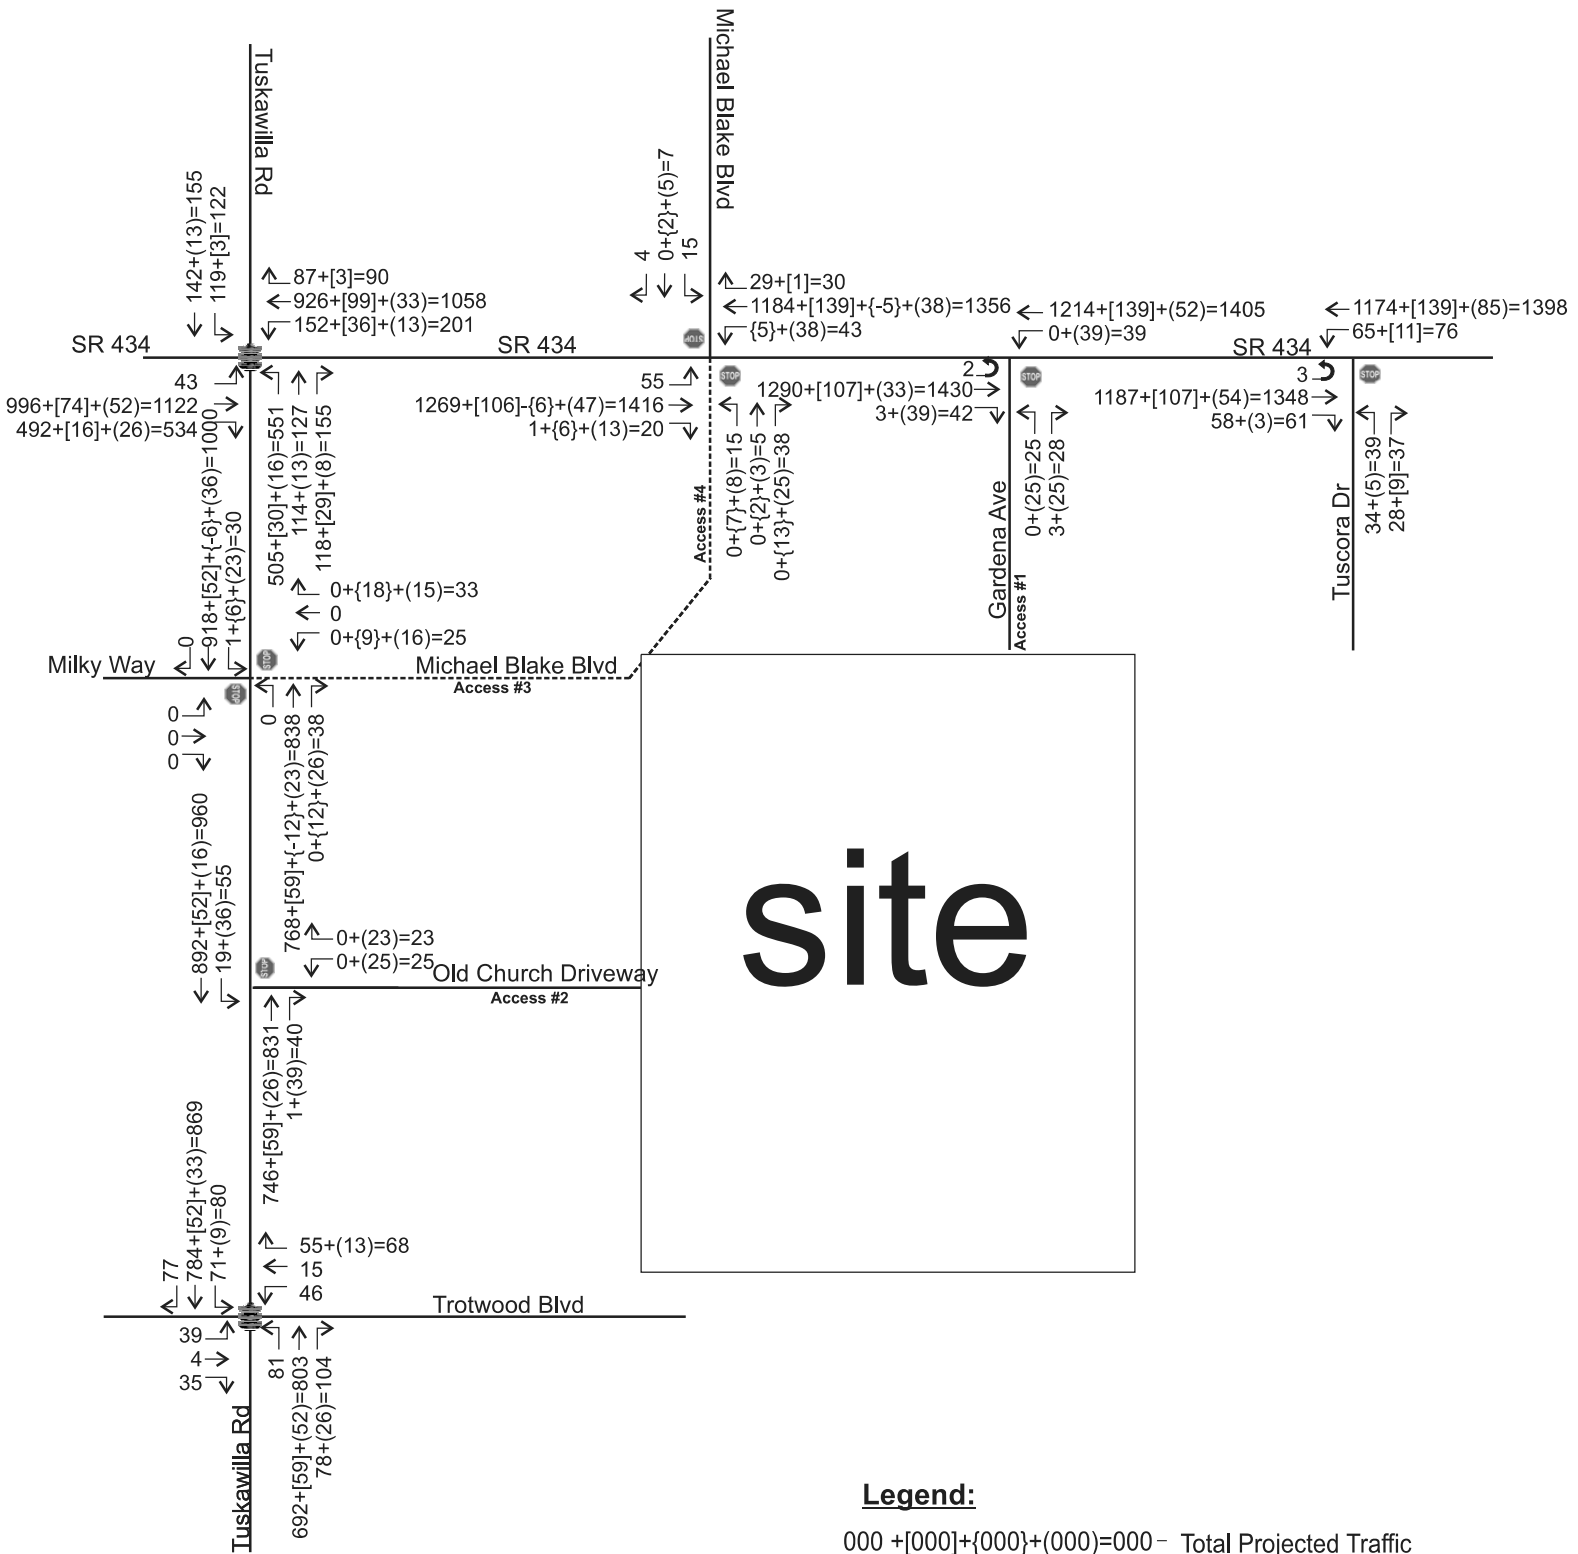 Tuskawilla Rd
Michael Blake Blvd
142+(13)=155
119+[3]=122
4
0+{2}+(5)=7
15
87+[3]=90
926+[99]+(33)=1058
152+[36]+(13)=201
29+[1]=30
1184+[139]+{-5}+(38)=1356
{5}+(38)=43
1214+[139]+(52)=1405
0+(39)=39
1174+[139]+(85)=1398
65+[11]=76
SR 434
SR 434
SR 434
STOP
43
996+[74]+(52)=1122
492+[16]+(26)=534
505+[30]+(16)=551
114+(13)=127
118+[29]+(8)=155
55
1269+[106]-{6}+(47)=1416
1+{6}+(13)=20
STOP
0+{7}+(8)=15
0+{2}+(3)=5
0+{13}+(25)=38
2
1290+[107]+(33)=1430
3+(39)=42
STOP
0+(25)=25
3+(25)=28
3
1187+[107]+(54)=1348
58+(3)=61
STOP
34+(5)=39
28+[9]=37
Access #4
Gardena Ave
Access #1
Tuscora Dr
0
918+[52]+{-6}+(36)=1000
1+{6}+(23)=30
0+{18}+(15)=33
0
0+{9}+(16)=25
Milky Way
STOP
Michael Blake Blvd
Access #3
STOP
0
0
0
0
768+[59]+{-12}+(23)=838
0+{12}+(26)=38
892+[52]+(16)=960
19+(36)=55
0+(23)=23
0+(25)=25
STOP
Old Church Driveway
Access #2
site
746+[59]+(26)=831
1+(39)=40
77
784+[52]+(33)=869
71+(9)=80
55+(13)=68
15
46
Trotwood Blvd
39
4
35
81
692+[59]+(52)=803
78+(26)=104
Tuskawilla Rd
Legend:
000 +[000]+{000}+(000)=000 – Total Projected Traffic